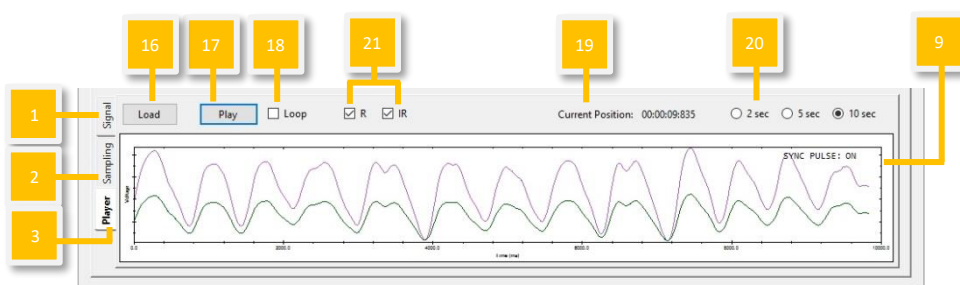 16 17 18 21 19 20 9
1 Signal Load Play Loop R IR Current Position: 00:00:09:835 2 sec 5 sec 10 sec
2 Sampling
3 Player
SYNC PULSE: ON
Voltage
0.0 2000.0 4000.0 6000.0 8000.0 10000.0
Time (ms)